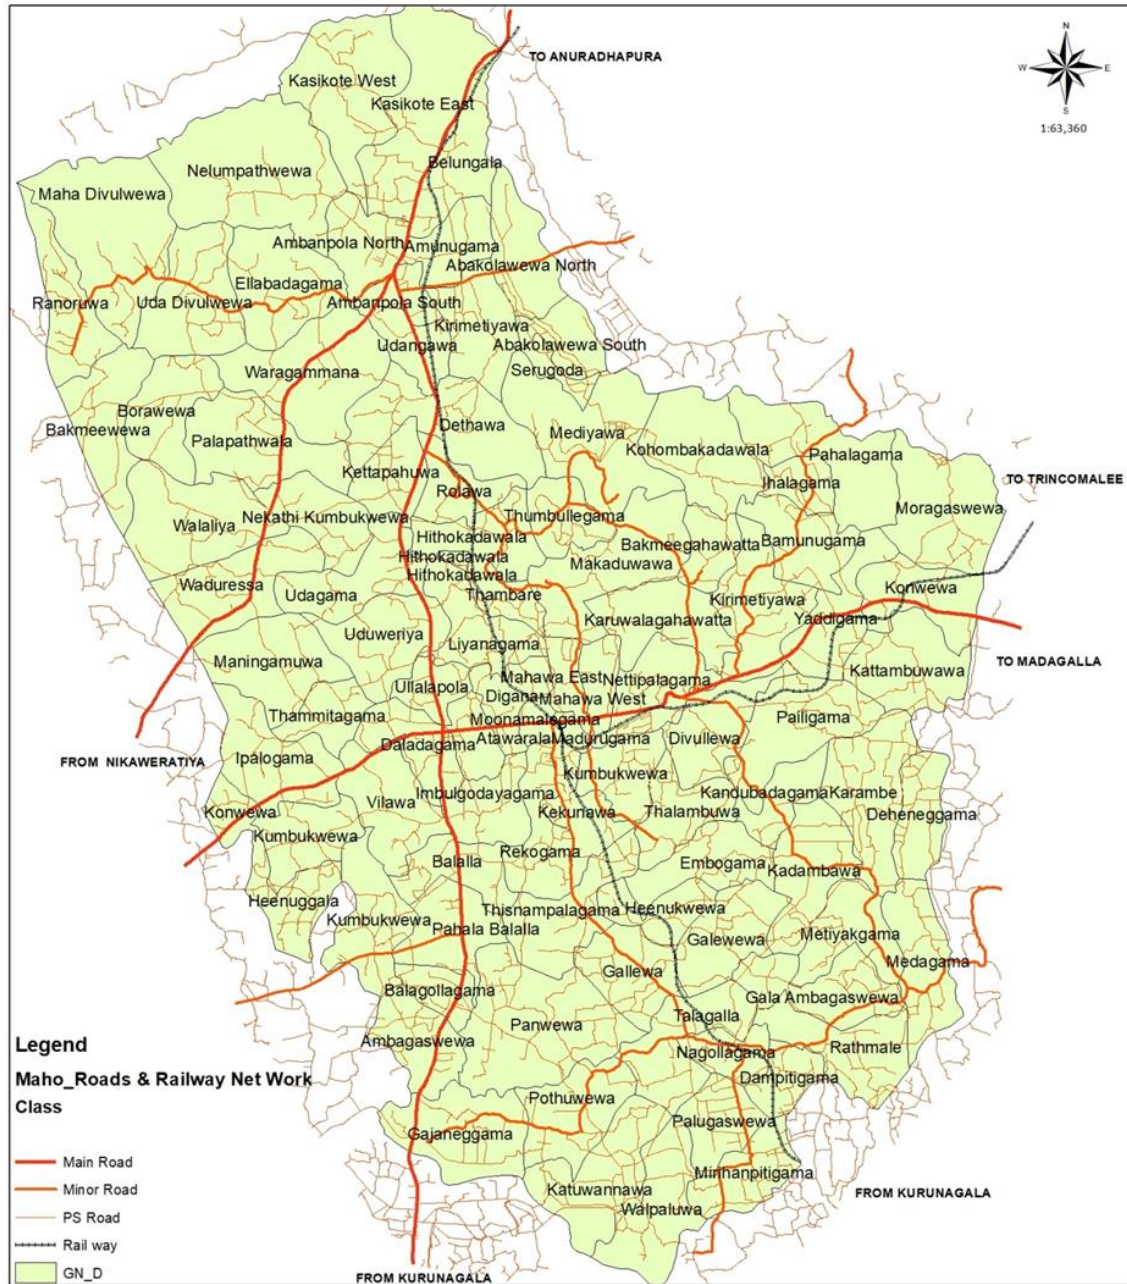 N
TO ANURADHAPURA
W E
S
1:63,360
Kasikote West
Kasikote East
Belungala
Nelumpathwewa
Maha Divulwewa
Ambanpola North
Amunugama
Abakolawewa North
Ellabadagama
Ranoruwa
Uda Divulwewa
Ambanpola South
Kirimetiyawa
Udangawa
Abakolawewa South
Serugoda
Waragammana
Borawewa
Bakmeewewa
Palapathwala
Dethawa
Mediyawa
Kohombakadawala
Pahalagama
Kettapahuwa
Ihalagama
TO TRINCOMALEE
Rolawa
Moragaswewa
Nekathi Kumbukwewa
Thumbullegama
Walaliya
Hithokadawala
Bakmeegahawatta
Bamunugama
Hithokadawala
Makaduwawa
Hithokadawala
Waduressa
Udagama
Thambare
Kirimetiyawa
Konwewa
Karuwalagahawatta
Yaddigama
Uduweriya
Liyanagama
Maningamuwa
TO MADAGALLA
Kattambuwawa
Mahawa East
Nettipalagama
Ullalapola
Digana
Mahawa West
Thammitagama
Moonamalegama
Pailigama
Daladagama
Atawarala
Madurugama
Divullewa
FROM NIKAWERATIYA
Ipalogama
Kumbukwewa
Imbulgodayagama
Kandubadagama
Karambe
Vilawa
Konwewa
Kekunawa
Thalambuwa
Deheneggama
Kumbukwewa
Rekogama
Balalla
Embogama
Kadambawa
Heenuggala
Thisnampalagama
Heenukwewa
Kumbukwewa
Pahala Balalla
Galewewa
Metiyakgama
Medagama
Gallewa
Balagollagama
Gala Ambagaswewa
Talagalla
Panwewa
Ambagaswewa
Nagollagama
Rathmale
Dampitigama
Pothuwewa
Palugaswewa
Gajaneggama
Mirihanpitigama
Katuwannawa
Walpaluwa
FROM KURUNAGALA
FROM KURUNAGALA
Legend
Maho_Roads & Railway Net Work
Class
Main Road
Minor Road
PS Road
Rail way
GN_D